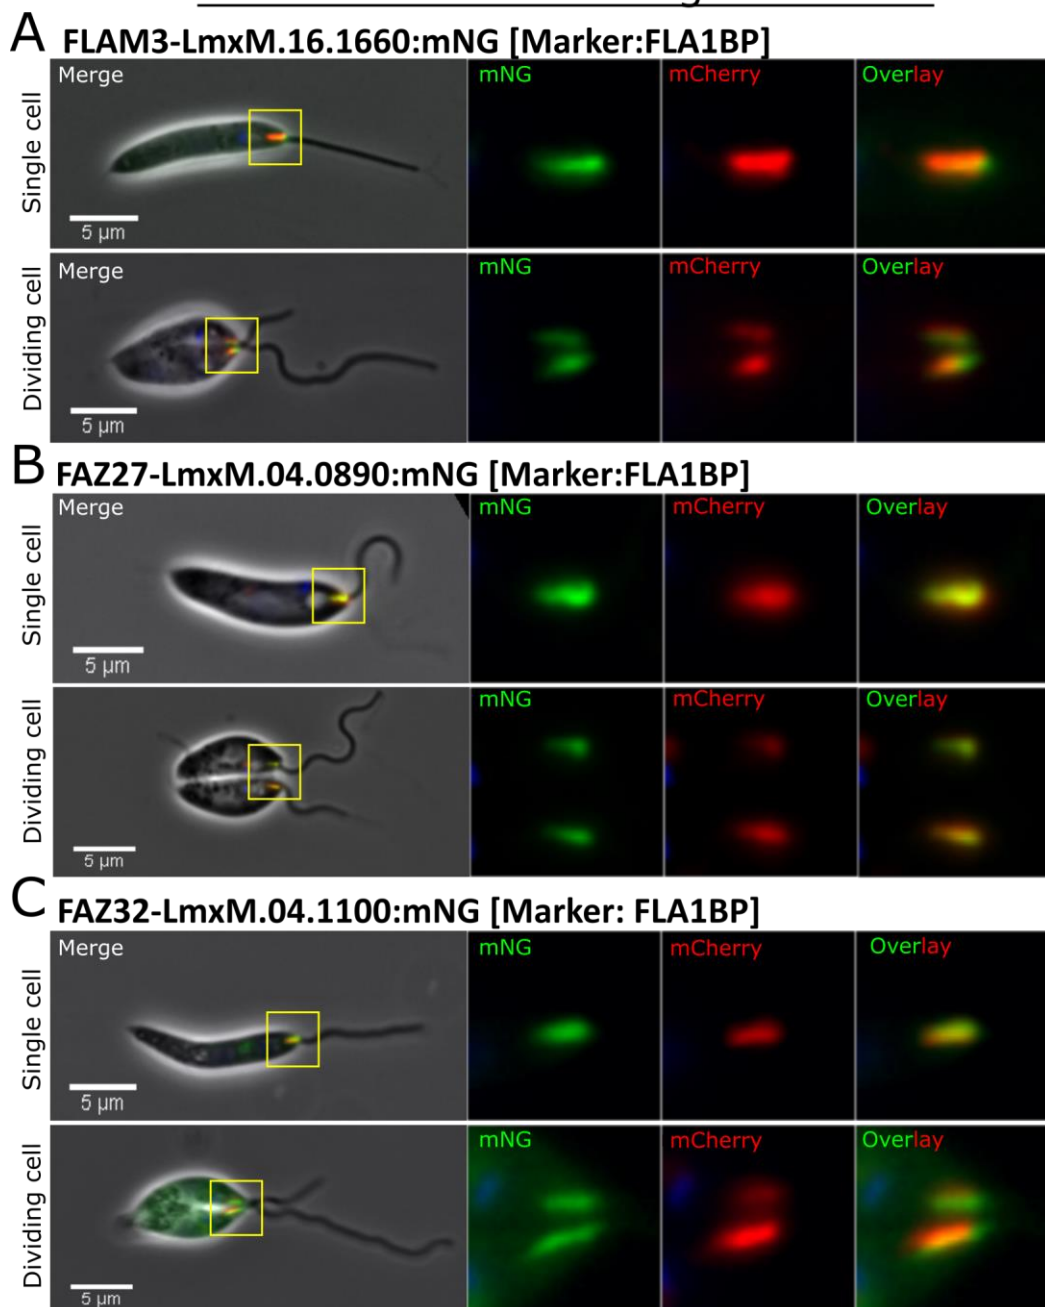 A FLAM3-LmxM.16.1660:mNG [Marker:FLA1BP]
Single cell
Merge
mNG
mCherry
Overlay
5 µm
Dividing cell
Merge
mNG
mCherry
Overlay
5 µm
B FAZ27-LmxM.04.0890:mNG [Marker:FLA1BP]
Single cell
Merge
mNG
mCherry
Overlay
5 µm
Dividing cell
mNG
mCherry
Overlay
5 µm
C FAZ32-LmxM.04.1100:mNG [Marker: FLA1BP]
Single cell
Merge
mNG
mCherry
Overlay
5 µm
Dividing cell
mNG
mCherry
Overlay
5 µm